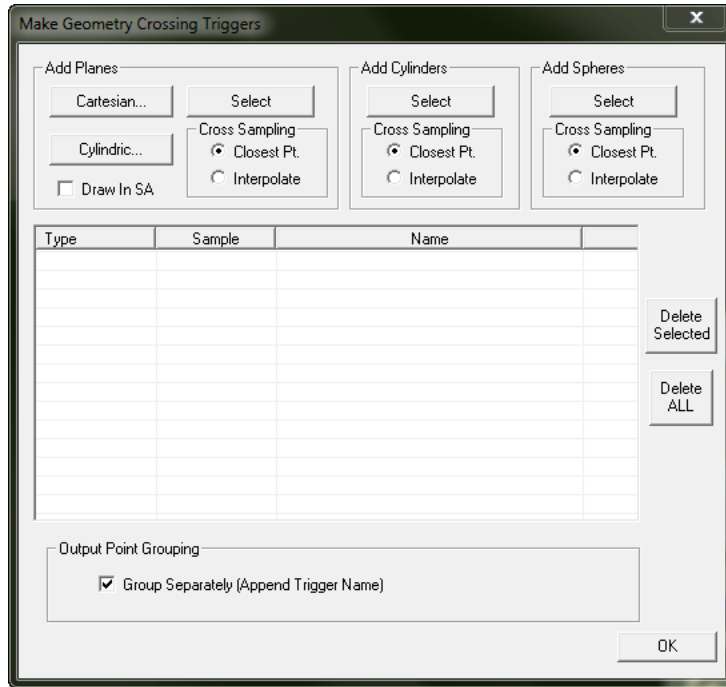 Make Geometry Crossing Triggers
x
Add Planes
Cartesian...
Select
Cylindric...
Cross Sampling
Closest Pt.
Interpolate
Draw In SA
Add Cylinders
Select
Cross Sampling
Closest Pt.
Interpolate
Add Spheres
Select
Cross Sampling
Closest Pt.
Interpolate
Type Sample Name
Delete
Selected
Delete
ALL
Output Point Grouping
Group Separately (Append Trigger Name)
OK